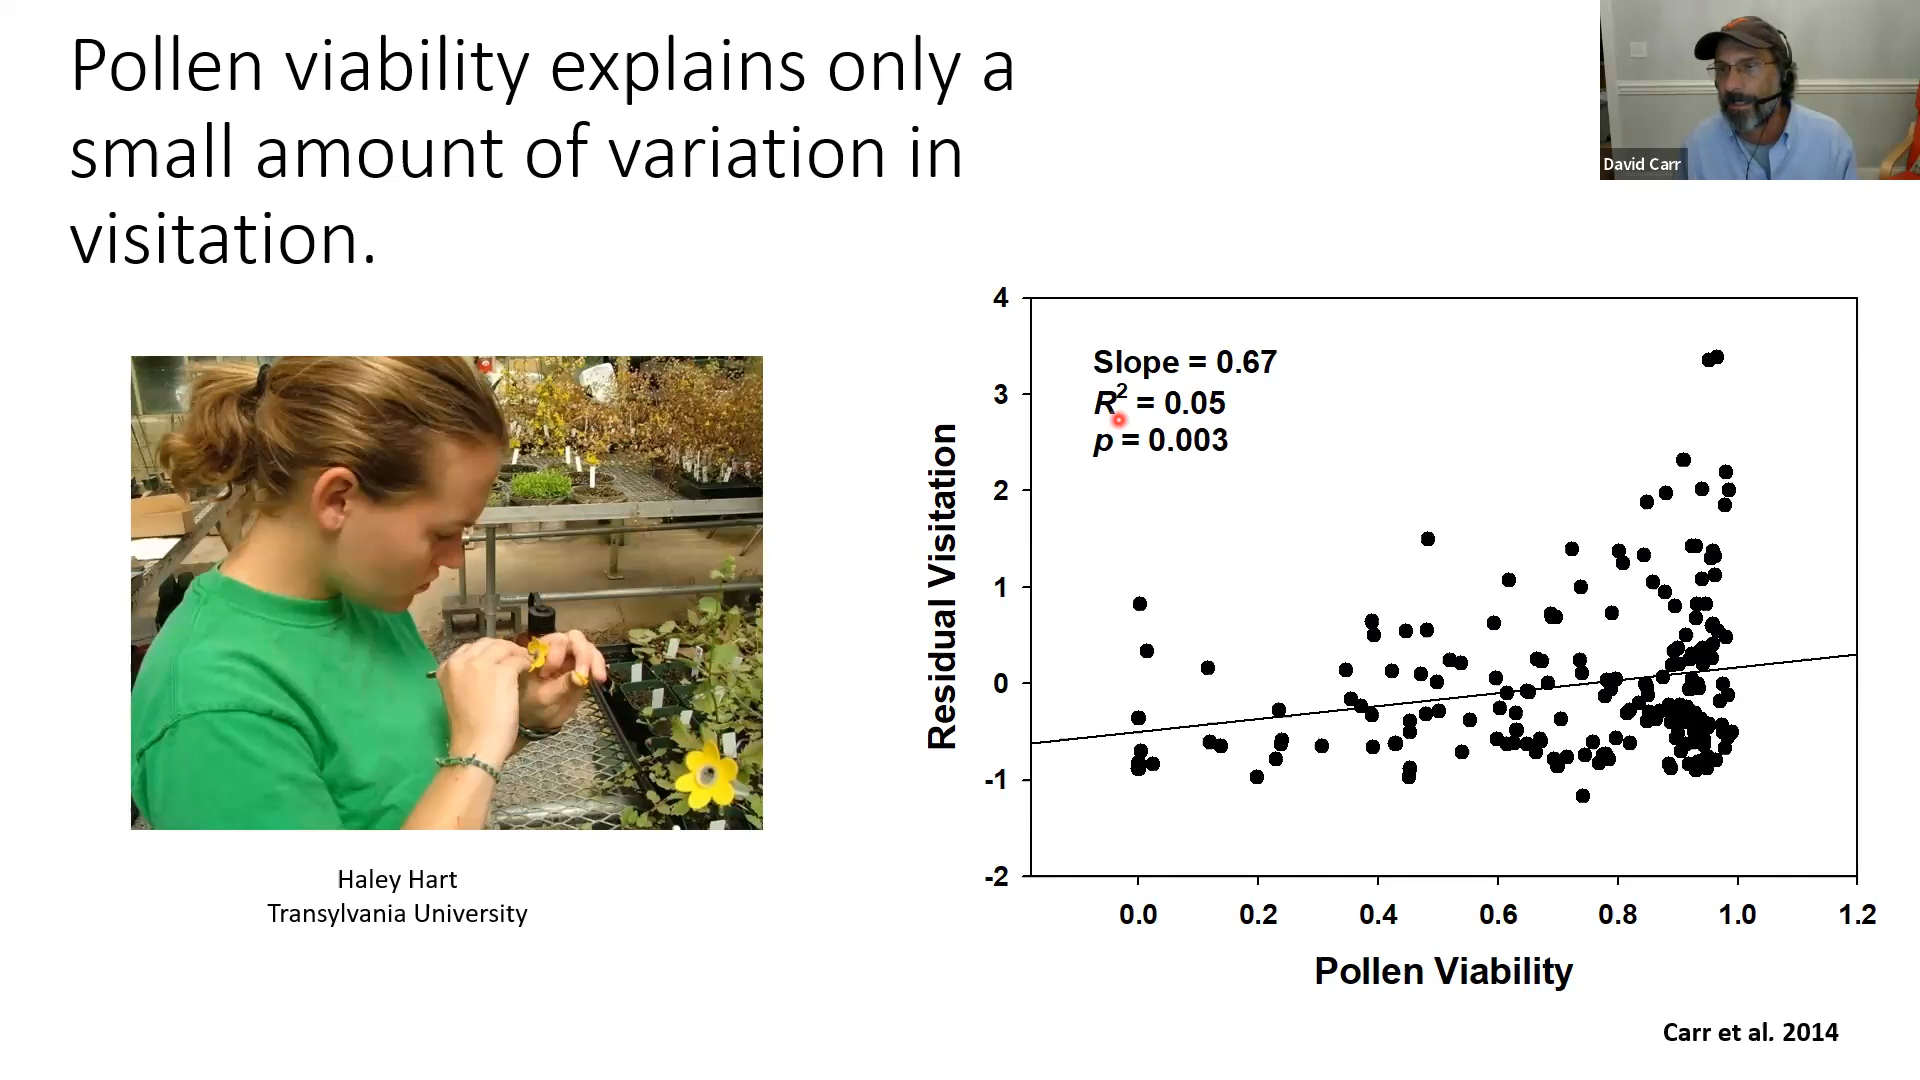 Pollen viability explains only a
small amount of variation in
visitation.
David Carr
4
3
2
1
0
-1
-2
Residual Visitation
Slope = 0.67
R² = 0.05
p = 0.003
0.0 0.2 0.4 0.6 0.8 1.0 1.2
Pollen Viability
Haley Hart
Transylvania University
Carr et al. 2014